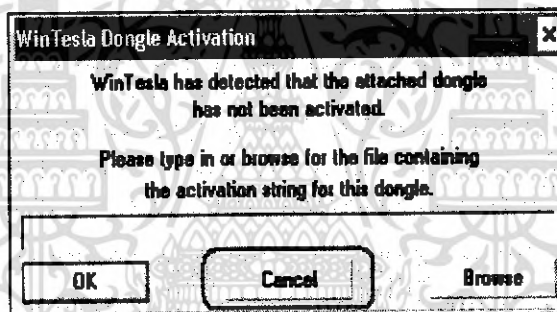 WinTesla Dongle Activation
WinTesla has detected that the attached dongle
has not been activated.
Please type in or browse for the file containing
the activation string for this dongle.
OK Cancel Browse